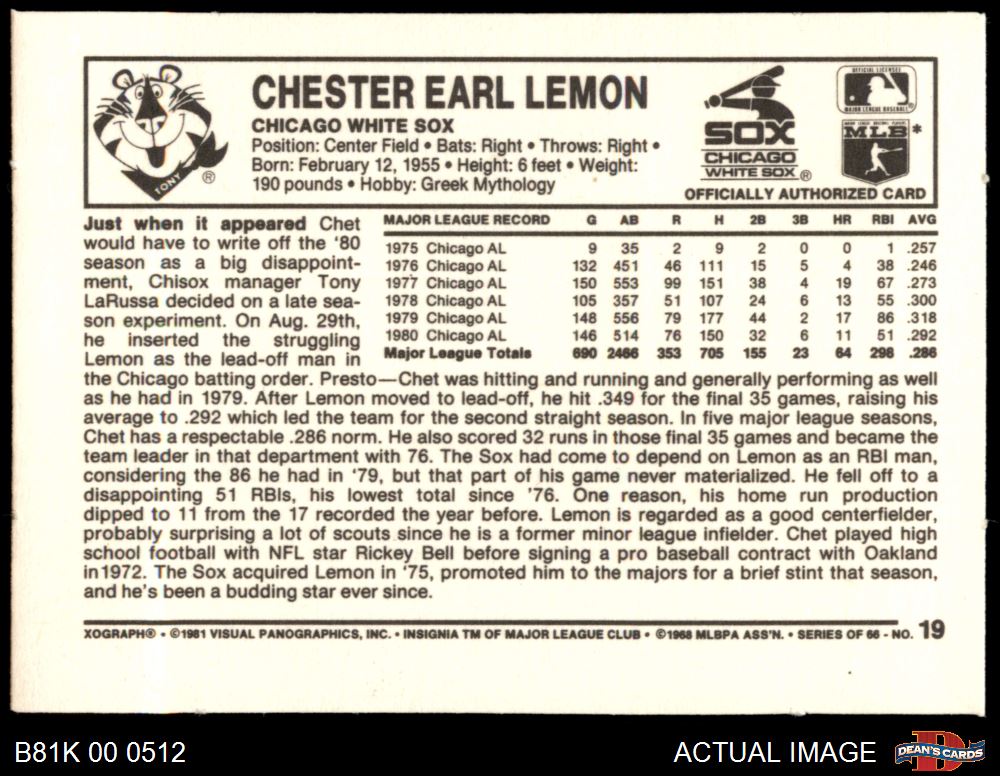 TONY
®
CHESTER EARL LEMON
CHICAGO WHITE SOX
Position: Center Field • Bats: Right • Throws: Right •
Born: February 12, 1955 • Height: 6 feet • Weight:
190 pounds • Hobby: Greek Mythology
SOX
CHICAGO
WHITE SOX ®
OFFICIAL LICENSEE
MAJOR LEAGUE BASEBALL
MLB*
OFFICIALLY AUTHORIZED CARD
MAJOR LEAGUE RECORD G AB R H 2B 3B HR RBI AVG
1975 Chicago AL 9 35 2 9 2 0 0 1 .257
1976 Chicago AL 132 451 46 111 15 5 4 38 .246
1977 Chicago AL 150 553 99 151 38 4 19 67 .273
1978 Chicago AL 105 357 51 107 24 6 13 55 .300
1979 Chicago AL 148 556 79 177 44 2 17 86 .318
1980 Chicago AL 146 514 76 150 32 6 11 51 .292
Major League Totals 690 2466 353 705 155 23 64 298 .286
Just when it appeared Chet
would have to write off the '80
season as a big disappoint-
ment, Chisox manager Tony
LaRussa decided on a late sea-
son experiment. On Aug. 29th,
he inserted the struggling
Lemon as the lead-off man in
the Chicago batting order. Presto—Chet was hitting and running and generally performing as well
as he had in 1979. After Lemon moved to lead-off, he hit .349 for the final 35 games, raising his
average to .292 which led the team for the second straight season. In five major league seasons,
Chet has a respectable .286 norm. He also scored 32 runs in those final 35 games and became the
team leader in that department with 76. The Sox had come to depend on Lemon as an RBI man,
considering the 86 he had in '79, but that part of his game never materialized. He fell off to a
disappointing 51 RBIs, his lowest total since '76. One reason, his home run production
dipped to 11 from the 17 recorded the year before. Lemon is regarded as a good centerfielder,
probably surprising a lot of scouts since he is a former minor league infielder. Chet played high
school football with NFL star Rickey Bell before signing a pro baseball contract with Oakland
in 1972. The Sox acquired Lemon in '75, promoted him to the majors for a brief stint that season,
and he's been a budding star ever since.
XOGRAPH® • ©1981 VISUAL PANOGRAPHICS, INC. • INSIGNIA TM OF MAJOR LEAGUE CLUB • ©1968 MLBPA ASS'N. • SERIES OF 66 - NO. 19
B81K 00 0512
ACTUAL IMAGE
DEAN'S CARDS